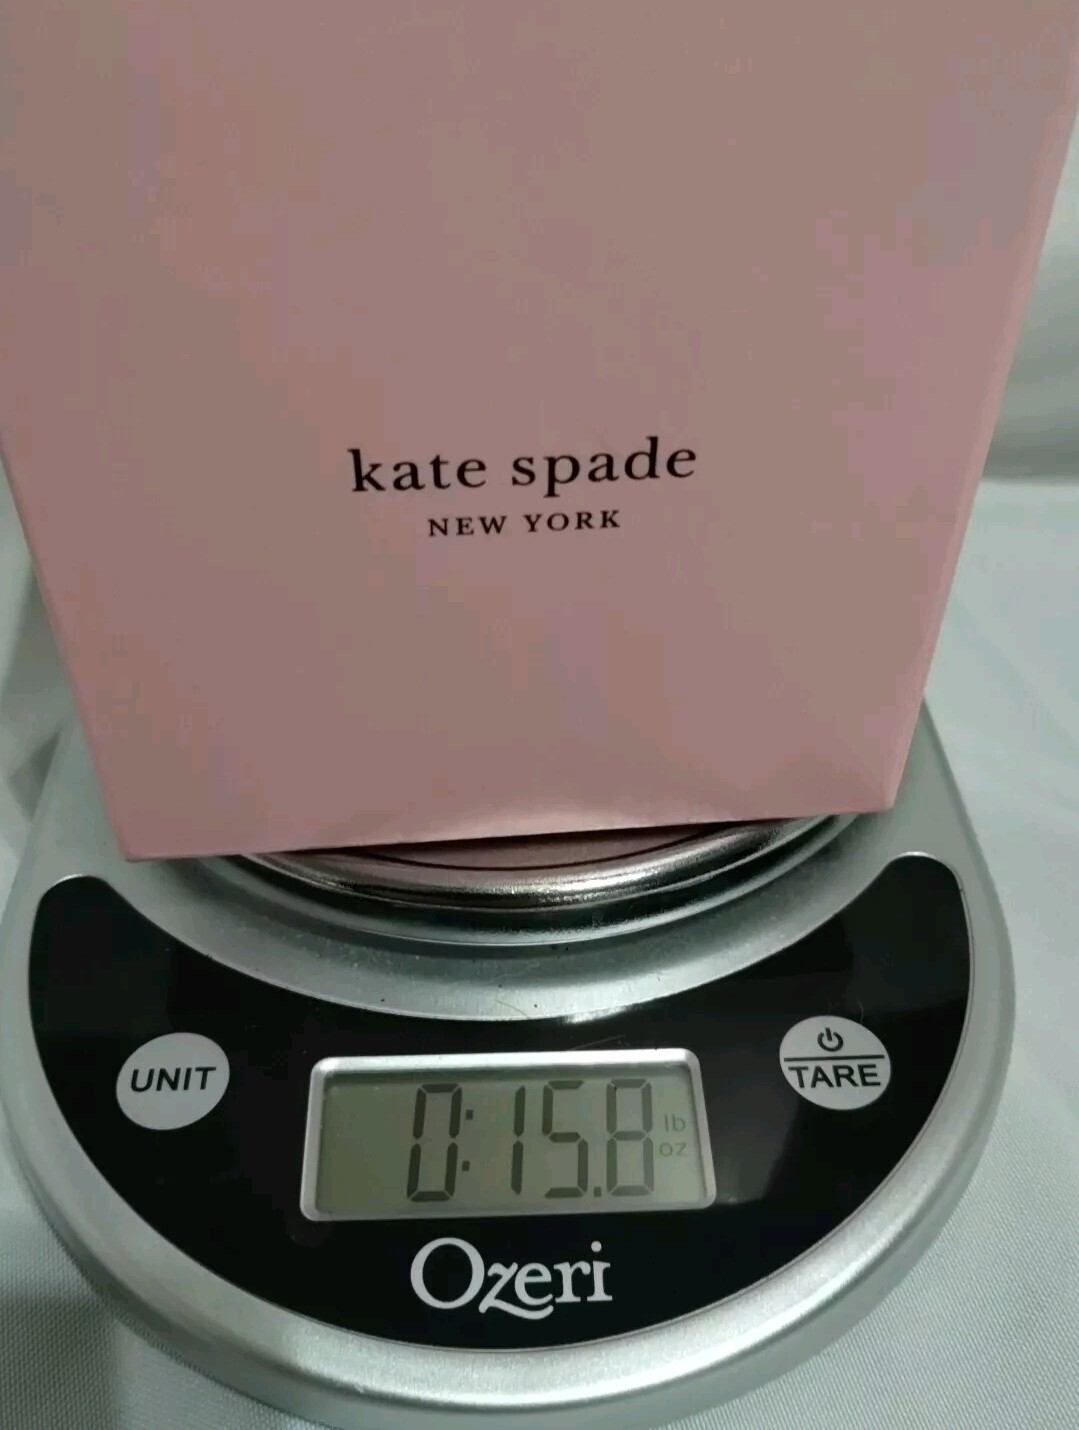 kate spade
NEW YORK
UNIT
TARE
0:15.8 lb oz
Ozeri